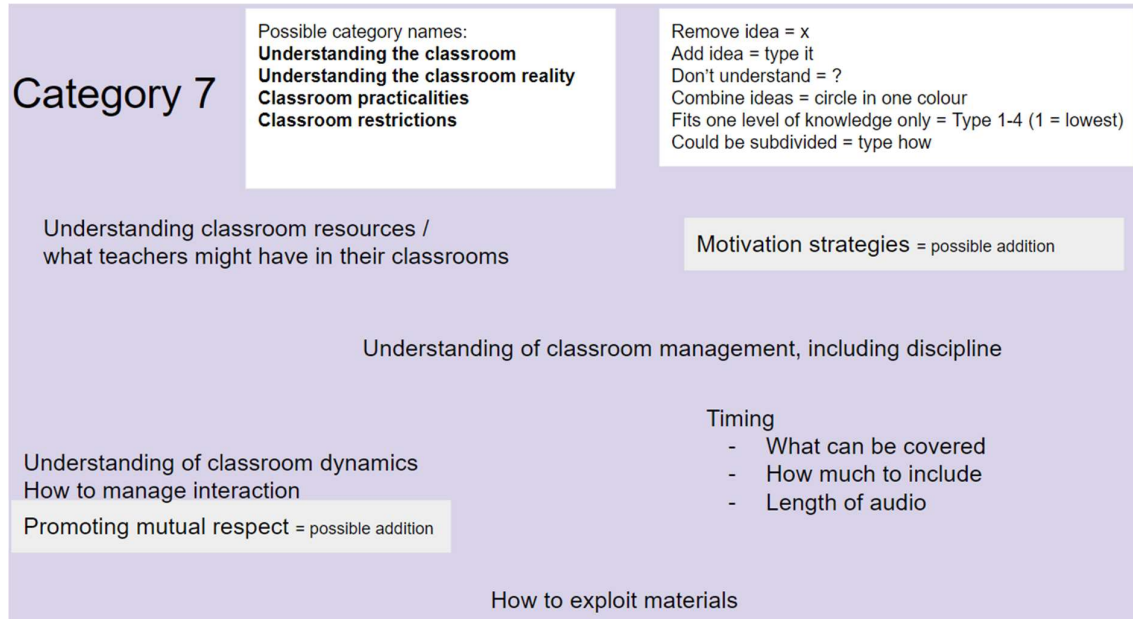 Category 7
Possible category names:
Understanding the classroom
Understanding the classroom reality
Classroom practicalities
Classroom restrictions
Remove idea = x
Add idea = type it
Don't understand = ?
Combine ideas = circle in one colour
Fits one level of knowledge only = Type 1-4 (1 = lowest)
Could be subdivided = type how
Understanding classroom resources /
what teachers might have in their classrooms
Motivation strategies = possible addition
Understanding of classroom management, including discipline
Timing
- What can be covered
- How much to include
- Length of audio
Understanding of classroom dynamics
How to manage interaction
Promoting mutual respect = possible addition
How to exploit materials